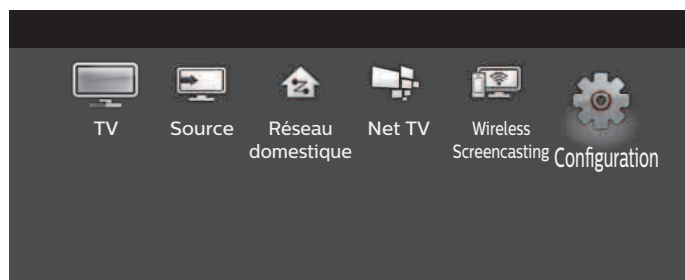 TV
Source
Réseau
domestique
Net TV
Wireless
Screencasting
Configuration